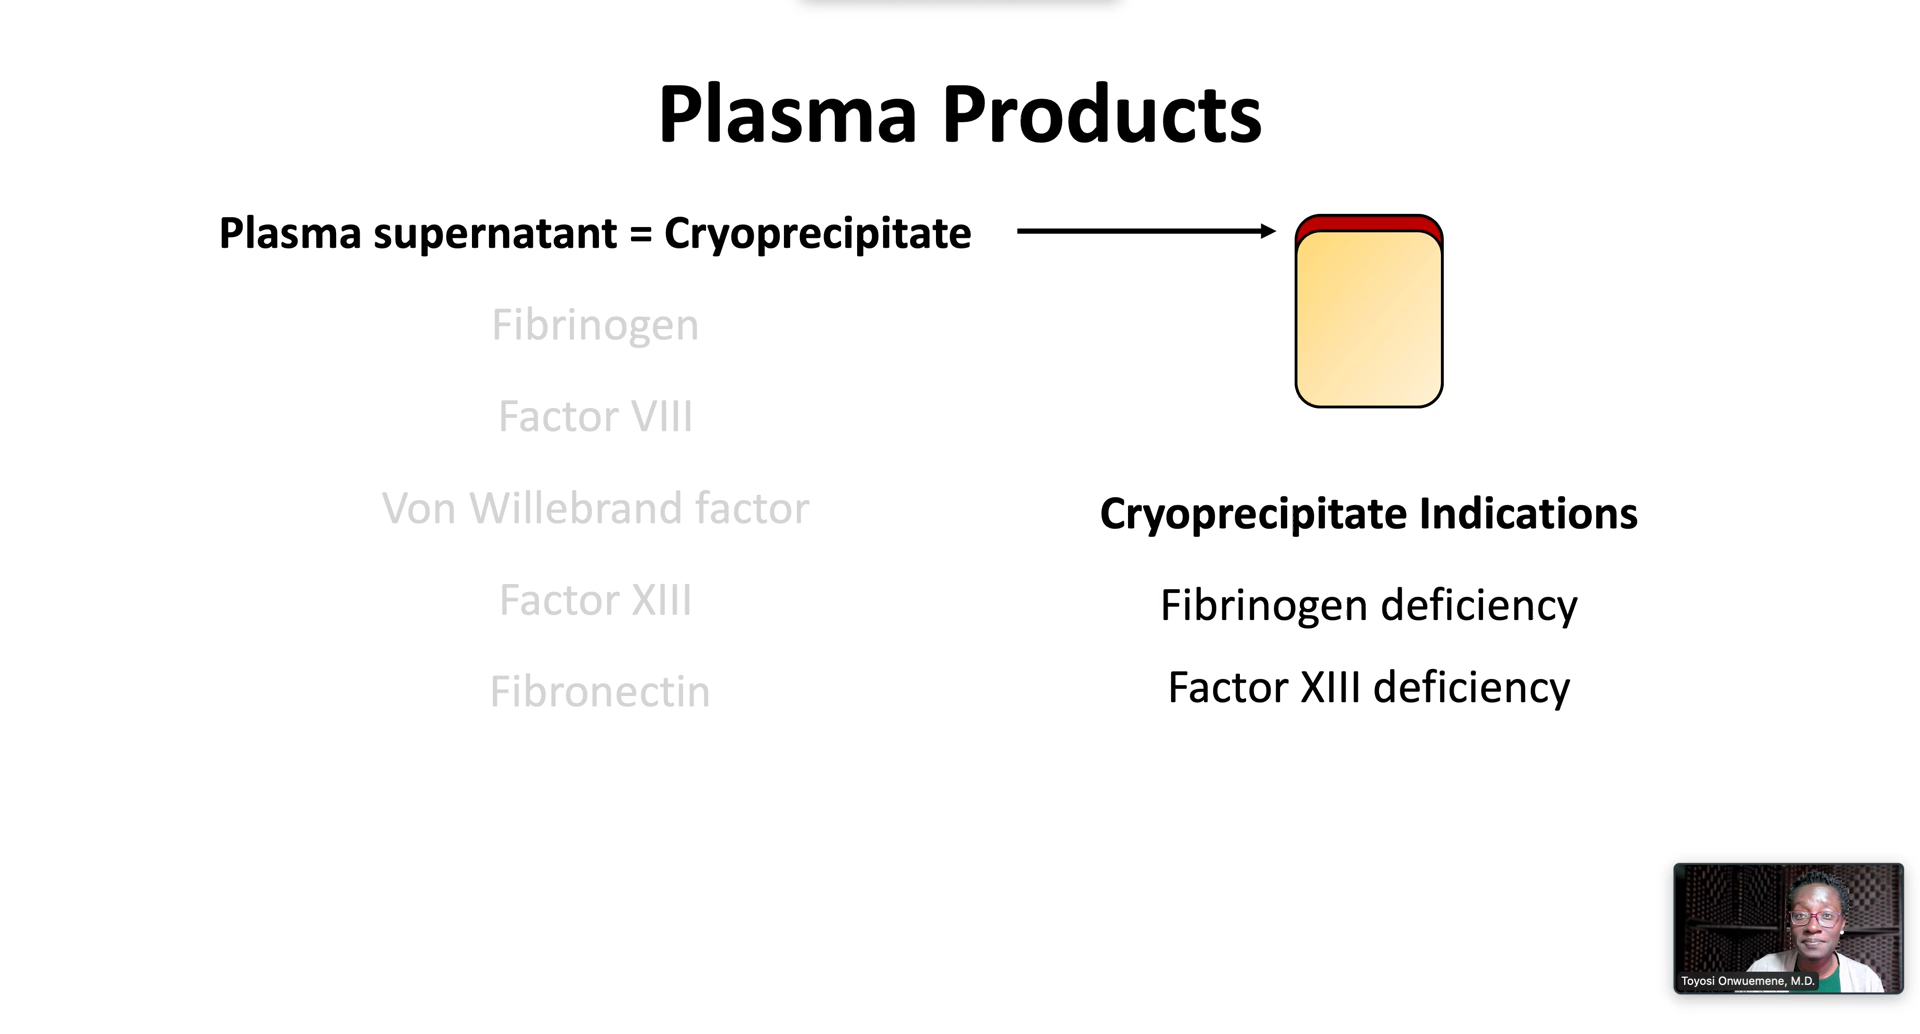 Plasma Products
Plasma supernatant = Cryoprecipitate
Fibrinogen
Factor VIII
Von Willebrand factor
Factor XIII
Fibronectin
Cryoprecipitate Indications
Fibrinogen deficiency
Factor XIII deficiency
Toyosi Onwuemene, M.D.